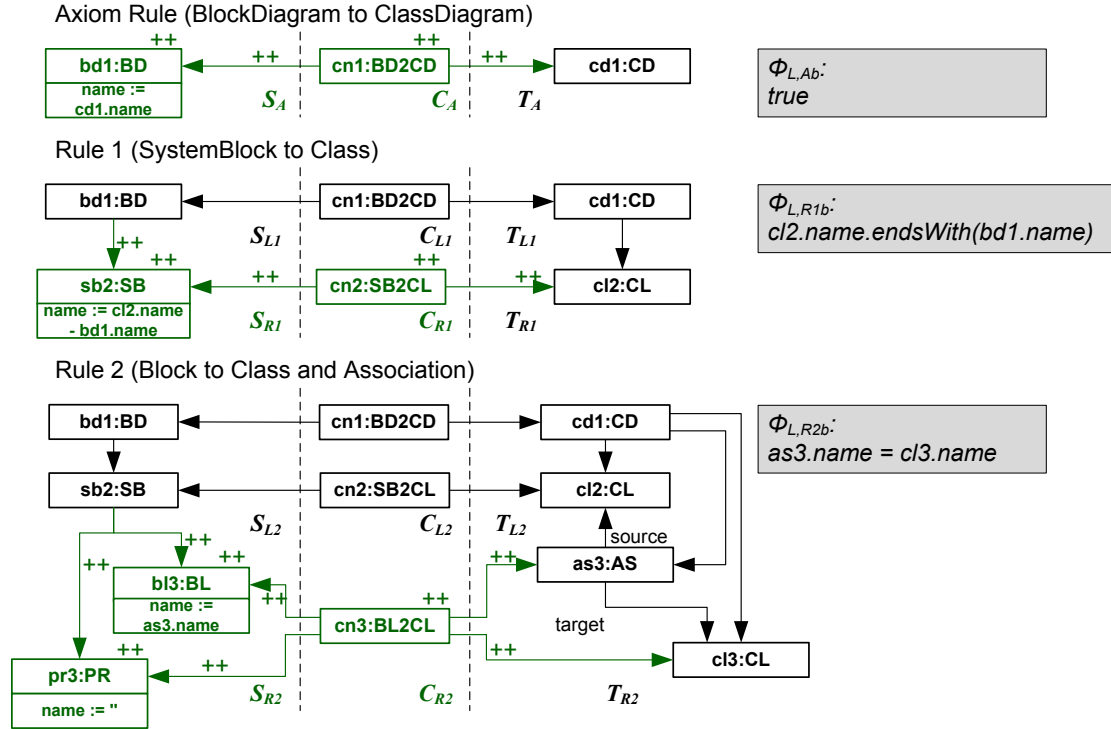 Axiom Rule (BlockDiagram to ClassDiagram)
++ ++
bd1:BD ++ cn1:BD2CD ++ cd1:CD
name :=
cd1.name
S_A C_A T_A
Φ_L,Ab:
true
Rule 1 (SystemBlock to Class)
bd1:BD cn1:BD2CD cd1:CD
S_L1 C_L1 T_L1
++
++ ++
sb2:SB ++ cn2:SB2CL ++ cl2:CL
name := cl2.name
- bd1.name
S_R1 C_R1 T_R1
Φ_L,R1b:
cl2.name.endsWith(bd1.name)
Rule 2 (Block to Class and Association)
bd1:BD cn1:BD2CD cd1:CD
sb2:SB cn2:SB2CL cl2:CL
S_L2 C_L2 T_L2
source
++ ++ ++
++
bl3:BL as3:AS
name :=
as3.name
++ ++
cn3:BL2CL target
++ ++ ++
pr3:PR cl3:CL
name := ''
S_R2 C_R2 T_R2
Φ_L,R2b:
as3.name = cl3.name